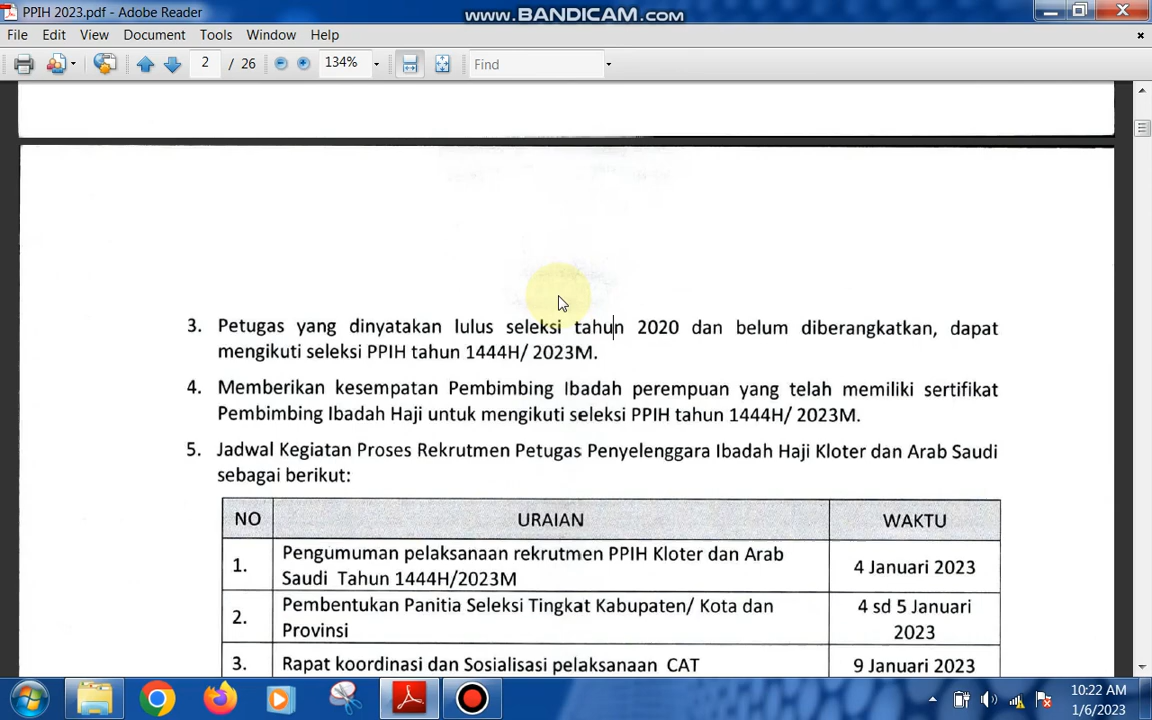 PPIH 2023.pdf - Adobe Reader
www.BANDICAM.com
File Edit View Document Tools Window Help
2 / 26 134% Find
3. Petugas yang dinyatakan lulus seleksi tahun 2020 dan belum diberangkatkan, dapat
mengikuti seleksi PPIH tahun 1444H/ 2023M.
4. Memberikan kesempatan Pembimbing Ibadah perempuan yang telah memiliki sertifikat
Pembimbing Ibadah Haji untuk mengikuti seleksi PPIH tahun 1444H/ 2023M.
5. Jadwal Kegiatan Proses Rekrutmen Petugas Penyelenggara Ibadah Haji Kloter dan Arab Saudi
sebagai berikut:
NO URAIAN WAKTU
1. Pengumuman pelaksanaan rekrutmen PPIH Kloter dan Arab
Saudi Tahun 1444H/2023M
4 Januari 2023
2. Pembentukan Panitia Seleksi Tingkat Kabupaten/ Kota dan
Provinsi
4 sd 5 Januari
2023
3. Rapat koordinasi dan Sosialisasi pelaksanaan CAT 9 Januari 2023
10:22 AM
1/6/2023